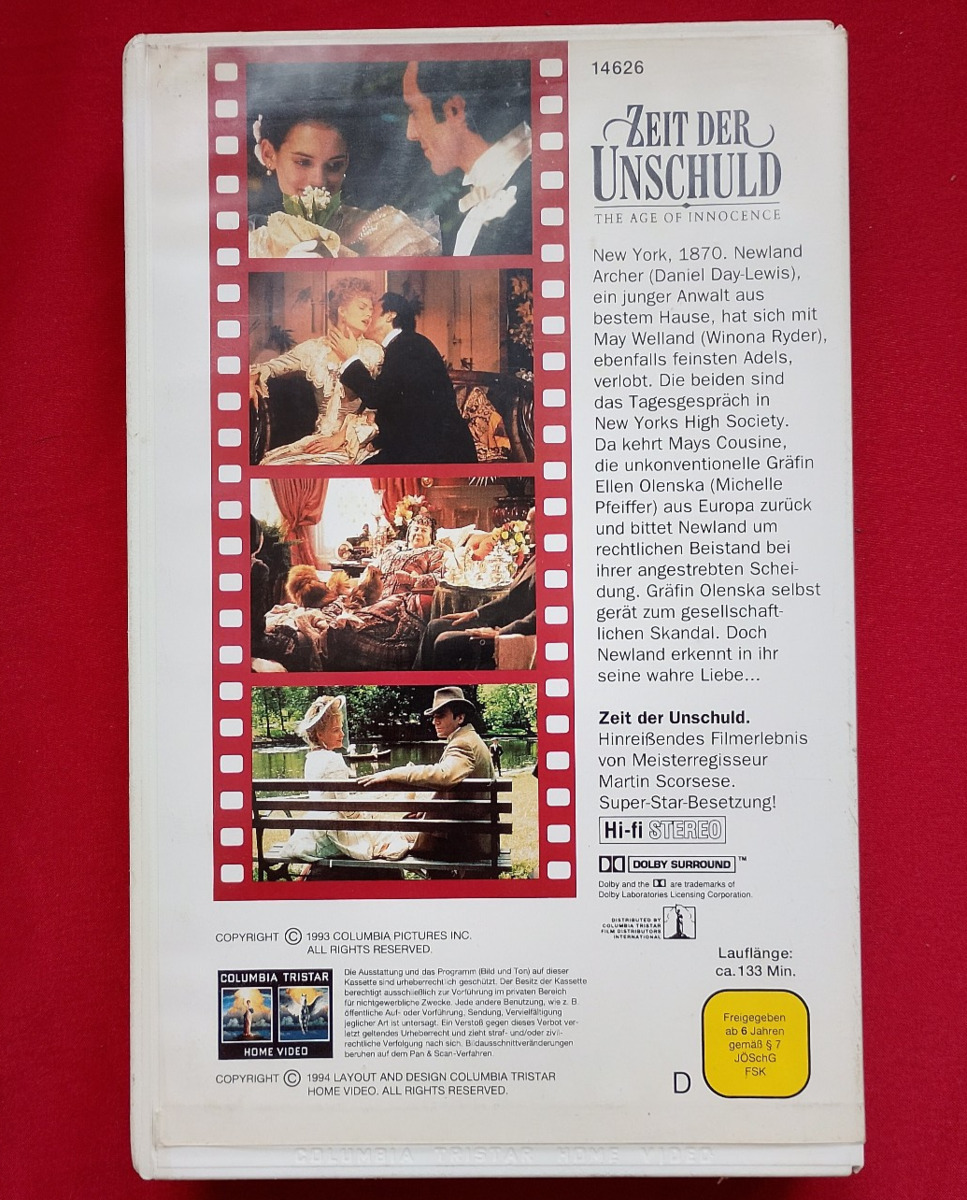 14626
ZEIT DER
UNSCHULD
THE AGE OF INNOCENCE
New York, 1870. Newland
Archer (Daniel Day-Lewis),
ein junger Anwalt aus
bestem Hause, hat sich mit
May Welland (Winona Ryder),
ebenfalls feinsten Adels,
verlobt. Die beiden sind
das Tagesgespräch in
New Yorks High Society.
Da kehrt Mays Cousine,
die unkonventionelle Gräfin
Ellen Olenska (Michelle
Pfeiffer) aus Europa zurück
und bittet Newland um
rechtlichen Beistand bei
ihrer angestrebten Schei-
dung. Gräfin Olenska selbst
gerät zum gesellschaft-
lichen Skandal. Doch
Newland erkennt in ihr
seine wahre Liebe...
Zeit der Unschuld.
Hinreißendes Filmerlebnis
von Meisterregisseur
Martin Scorsese.
Super-Star-Besetzung!
Hi-fi STEREO
DOLBY SURROUND™
Dolby and the DD are trademarks of
Dolby Laboratories Licensing Corporation.
DISTRIBUTED BY
COLUMBIA TRISTAR
FILM DISTRIBUTORS
INTERNATIONAL
Lauflänge:
ca.133 Min.
Freigegeben
ab 6 Jahren
gemäß § 7
JÖSchG
FSK
D
COPYRIGHT © 1993 COLUMBIA PICTURES INC.
ALL RIGHTS RESERVED.
COLUMBIA TRISTAR
HOME VIDEO
Die Ausstattung und das Programm (Bild und Ton) auf dieser
Kassette sind urheberrechtlich geschützt. Der Besitz der Kassette
berechtigt ausschließlich zur Vorführung im privaten Bereich
für nichtgewerbliche Zwecke. Jede andere Benutzung, wie z. B.
öffentliche Auf- oder Vorführung, Sendung, Vervielfältigung
jeglicher Art ist untersagt. Ein Verstoß gegen dieses Verbot ver-
letzt geltendes Urheberrecht und zieht straf- und/oder zivil-
rechtliche Verfolgung nach sich. Bildausschnittveränderungen
beruhen auf dem Pan & Scan-Verfahren.
COPYRIGHT © 1994 LAYOUT AND DESIGN COLUMBIA TRISTAR
HOME VIDEO. ALL RIGHTS RESERVED.
COLUMBIA TRISTAR HOME VIDEO